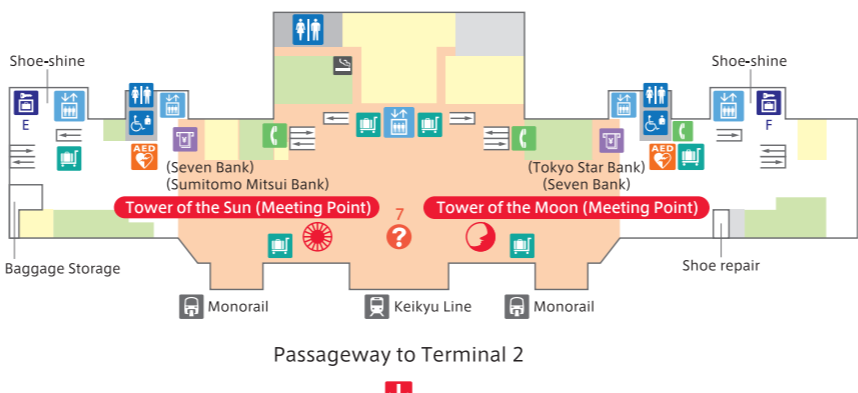 Shoe-shine
Shoe-shine
E
F
AED
AED
(Seven Bank)
(Sumitomo Mitsui Bank)
(Tokyo Star Bank)
(Seven Bank)
Tower of the Sun (Meeting Point)
7
?
Tower of the Moon (Meeting Point)
Baggage Storage
Shoe repair
Monorail
Keikyu Line
Monorail
Passageway to Terminal 2